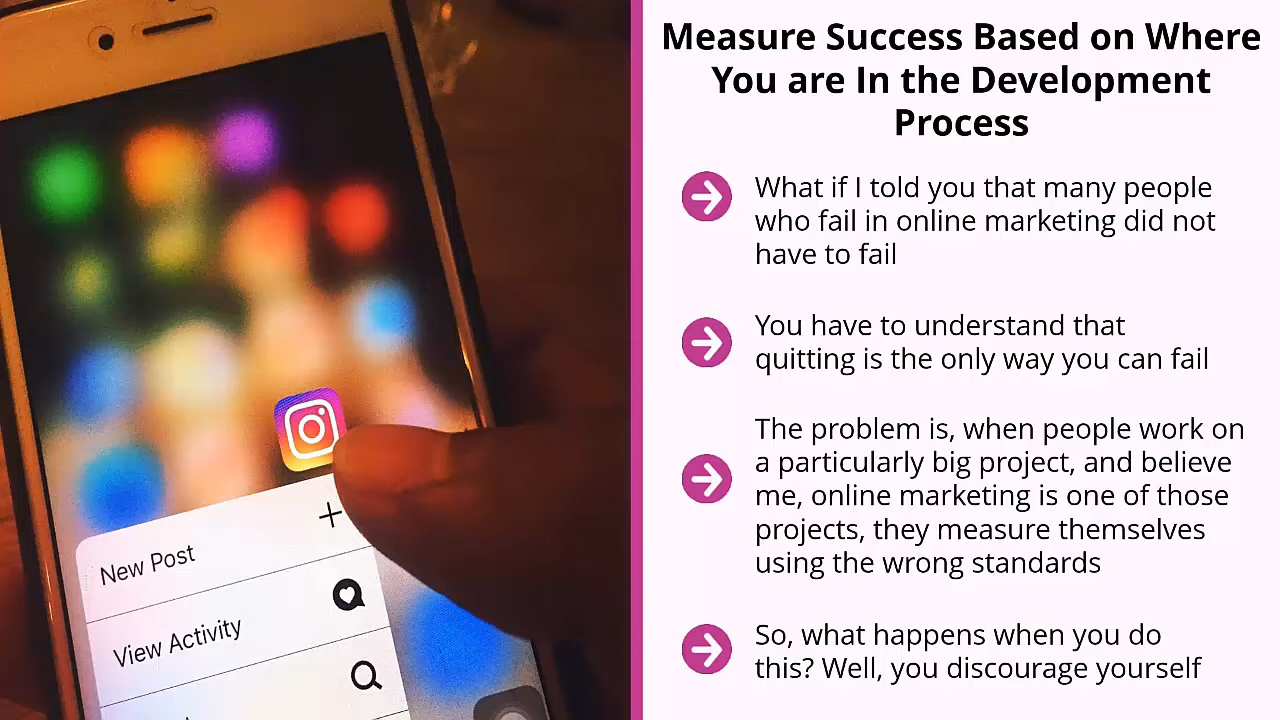 Measure Success Based on Where
You are In the Development
Process
What if I told you that many people
who fail in online marketing did not
have to fail
You have to understand that
quitting is the only way you can fail
The problem is, when people work on
a particularly big project, and believe
me, online marketing is one of those
projects, they measure themselves
using the wrong standards
So, what happens when you do
this? Well, you discourage yourself
New Post
View Activity